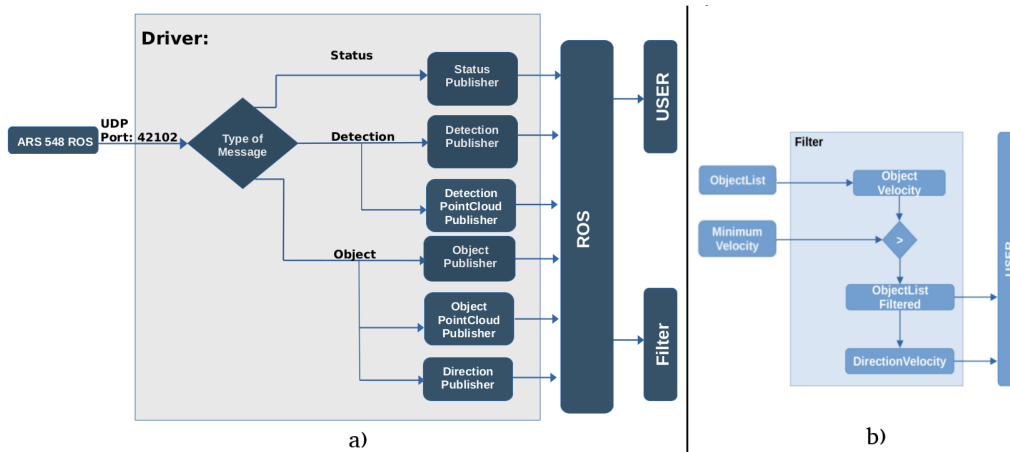 Driver:
Status
Status
Publisher
UDP
Port: 42102
ARS 548 ROS
Type of
Message
Detection
Detection
Publisher
Detection
PointCloud
Publisher
Object
Object
Publisher
Object
PointCloud
Publisher
Direction
Publisher
ROS
USER
Filter
a)
Filter
ObjectList
Object
Velocity
Minimum
Velocity
>
ObjectList
Filtered
DirectionVelocity
USER
b)